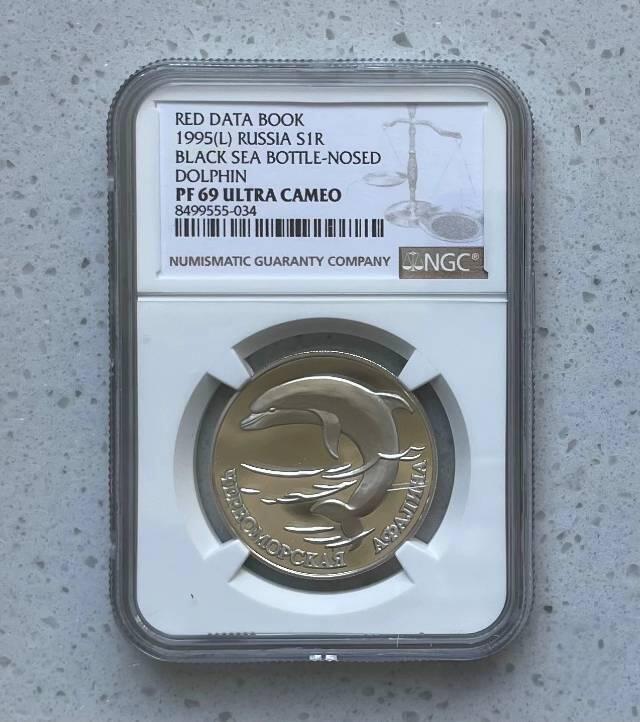 RED DATA BOOK
1995(L) RUSSIA S1R
BLACK SEA BOTTLE-NOSED
DOLPHIN
PF 69 ULTRA CAMEO
8499555-034
NUMISMATIC GUARANTY COMPANY
NGC®
ЧЕРНОМОРСКАЯ АФАЛИНА